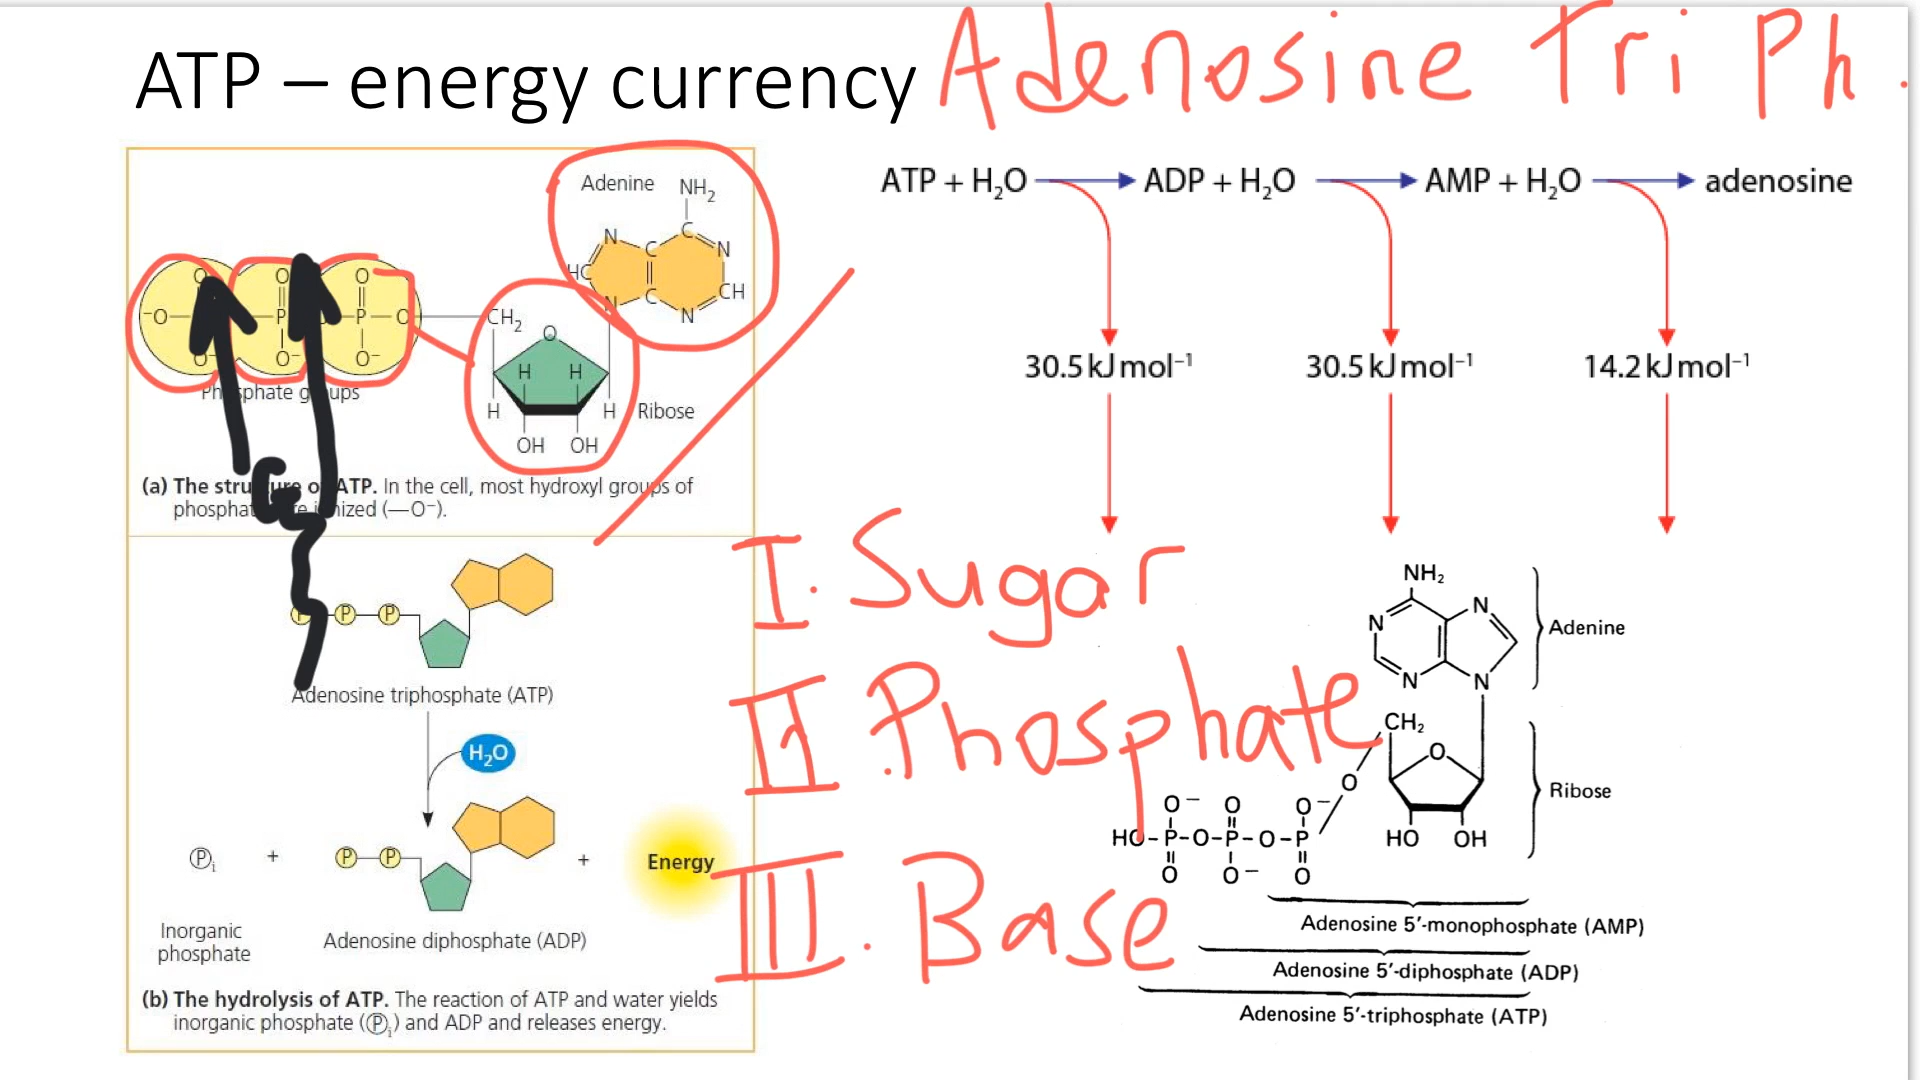 ATP – energy currency Adenosine Tri Ph.
Adenine
NH₂
N
C
C
N
HC
C
N
CH
N
O
O
O
⁻O
P
P
O
O⁻
O⁻
O⁻
CH₂
O
H
H
H
H
Ribose
OH
OH
Phosphate groups
(a) The structure of ATP. In the cell, most hydroxyl groups of
phosphates are ionized (—O⁻).
P
P
P
Adenosine triphosphate (ATP)
H₂O
Pᵢ + P P + Energy
Inorganic
phosphate
Adenosine diphosphate (ADP)
(b) The hydrolysis of ATP. The reaction of ATP and water yields
inorganic phosphate (Pᵢ) and ADP and releases energy.
ATP + H₂O ADP + H₂O AMP + H₂O adenosine
30.5 kJ mol⁻¹ 30.5 kJ mol⁻¹ 14.2 kJ mol⁻¹
I. Sugar
II. Phosphate
III. Base
NH₂
N
N
N
N
Adenine
CH₂
O
O
Ribose
HO OH
O⁻ O O⁻
HO-P-O-P-O-P
O O⁻ O
Adenosine 5′-monophosphate (AMP)
Adenosine 5′-diphosphate (ADP)
Adenosine 5′-triphosphate (ATP)